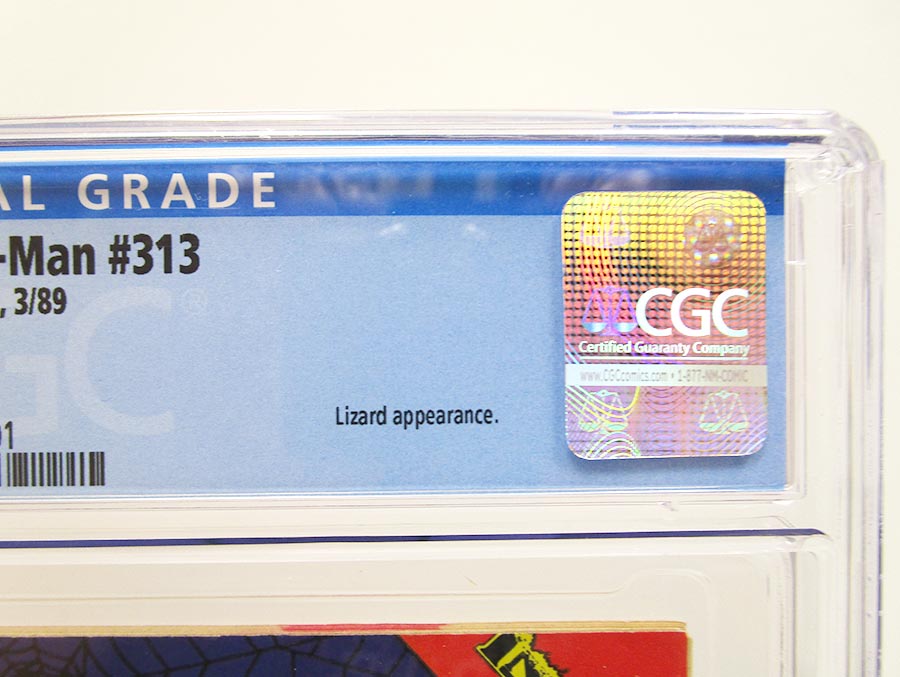 AL GRADE
-Man #313
, 3/89
CGC®
Lizard appearance.
CGC
Certified Guaranty Company
www.CGCcomics.com • 1-877-NM-COMIC